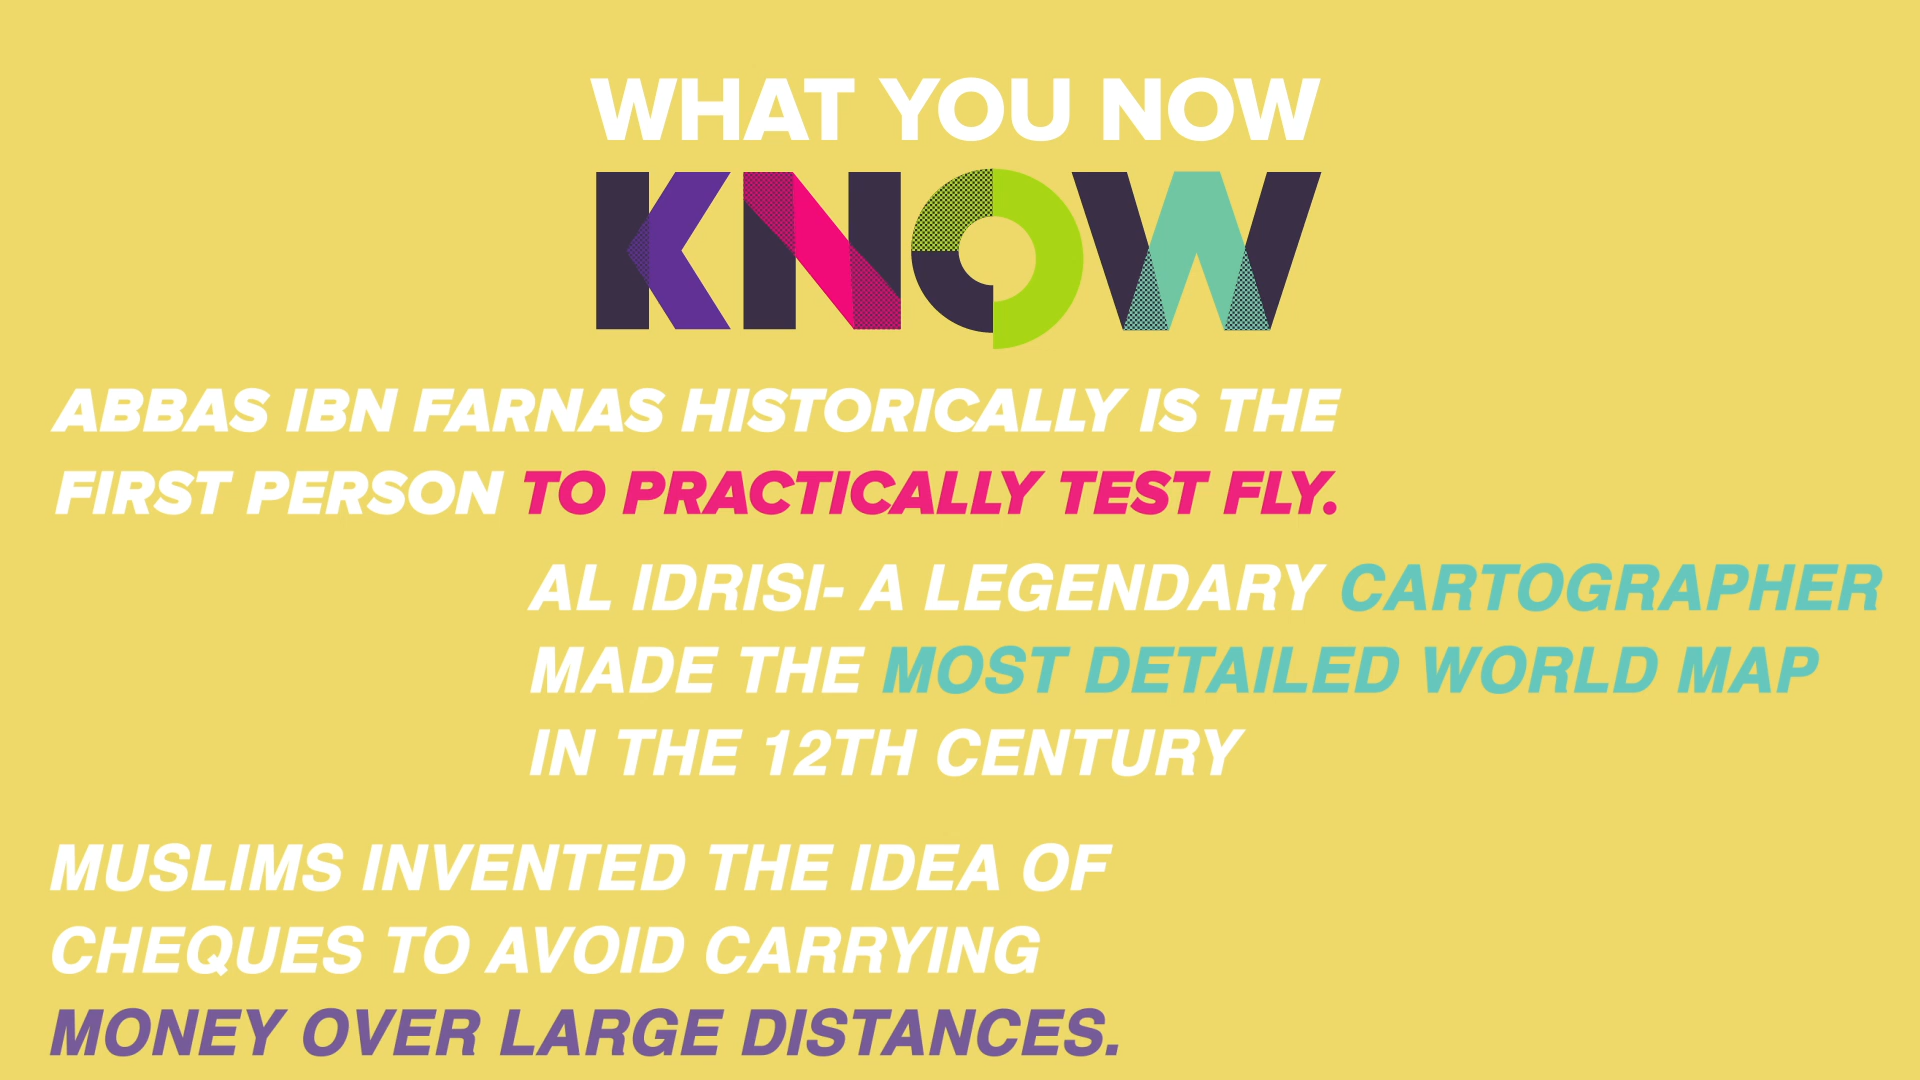 WHAT YOU NOW
KNOW
ABBAS IBN FARNAS HISTORICALLY IS THE
FIRST PERSON TO PRACTICALLY TEST FLY.
AL IDRISI- A LEGENDARY CARTOGRAPHER
MADE THE MOST DETAILED WORLD MAP
IN THE 12TH CENTURY
MUSLIMS INVENTED THE IDEA OF
CHEQUES TO AVOID CARRYING
MONEY OVER LARGE DISTANCES.